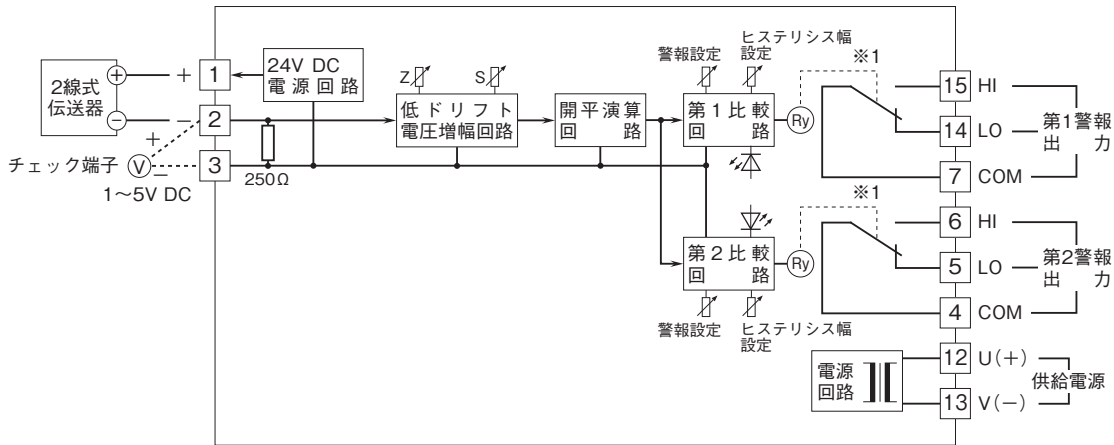 2線式
伝送器
+
−
+
−
1
2
3
+
−
V
チェック端子
1～5V DC
24V DC
電源回路
250Ω
Z
S
低ドリフト
電圧増幅回路
開平演算
回路
警報設定
ヒステリシス幅
設定
第1比較
回路
Ry
※1
15
HI
14
LO
7
COM
第1警報
出力
第2比較
回路
Ry
※1
警報設定
ヒステリシス幅
設定
6
HI
5
LO
4
COM
第2警報
出力
電源
回路
12
U(+)
13
V(−)
供給電源